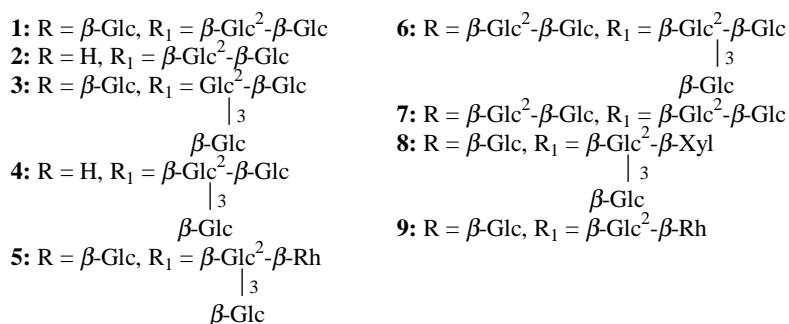 1: R = β-Glc, R₁ = β-Glc²-β-Glc
2: R = H, R₁ = β-Glc²-β-Glc
3: R = β-Glc, R₁ = Glc²-β-Glc
3
β-Glc
4: R = H, R₁ = β-Glc²-β-Glc
3
β-Glc
5: R = β-Glc, R₁ = β-Glc²-β-Rh
3
β-Glc
6: R = β-Glc²-β-Glc, R₁ = β-Glc²-β-Glc
3
β-Glc
7: R = β-Glc²-β-Glc, R₁ = β-Glc²-β-Glc
8: R = β-Glc, R₁ = β-Glc²-β-Xyl
3
β-Glc
9: R = β-Glc, R₁ = β-Glc²-β-Rh